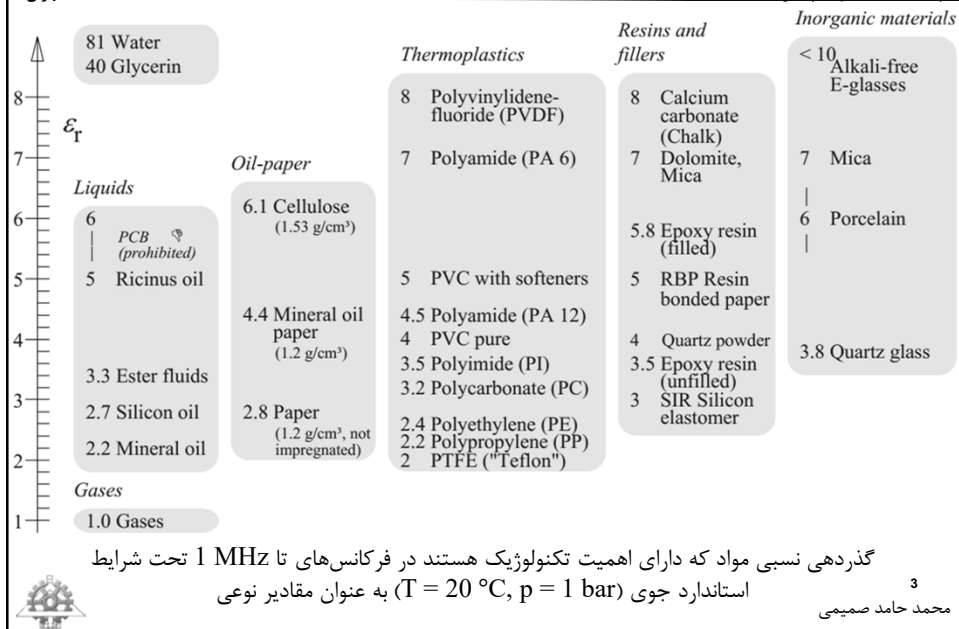 81 Water
40 Glycerin
8
εr
7
6
5
4
3
2
1
Liquids
6
PCB
(prohibited)
5 Ricinus oil
3.3 Ester fluids
2.7 Silicon oil
2.2 Mineral oil
Gases
1.0 Gases
Oil-paper
6.1 Cellulose
(1.53 g/cm³)
4.4 Mineral oil
paper
(1.2 g/cm³)
2.8 Paper
(1.2 g/cm³, not
impregnated)
Thermoplastics
8 Polyvinylidene-
fluoride (PVDF)
7 Polyamide (PA 6)
5 PVC with softeners
4.5 Polyamide (PA 12)
4 PVC pure
3.5 Polyimide (PI)
3.2 Polycarbonate (PC)
2.4 Polyethylene (PE)
2.2 Polypropylene (PP)
2 PTFE ("Teflon")
Resins and
fillers
8 Calcium
carbonate
(Chalk)
7 Dolomite,
Mica
5.8 Epoxy resin
(filled)
5 RBP Resin
bonded paper
4 Quartz powder
3.5 Epoxy resin
(unfilled)
3 SIR Silicon
elastomer
Inorganic materials
< 10
Alkali-free
E-glasses
7 Mica
6 Porcelain
3.8 Quartz glass
گذردهی نسبی مواد که دارای اهمیت تکنولوژیک هستند در فرکانس‌های تا 1 MHz تحت شرایط
استاندارد جوی (T = 20 °C, p = 1 bar) به عنوان مقادیر نوعی
3
محمد حامد صمیمی